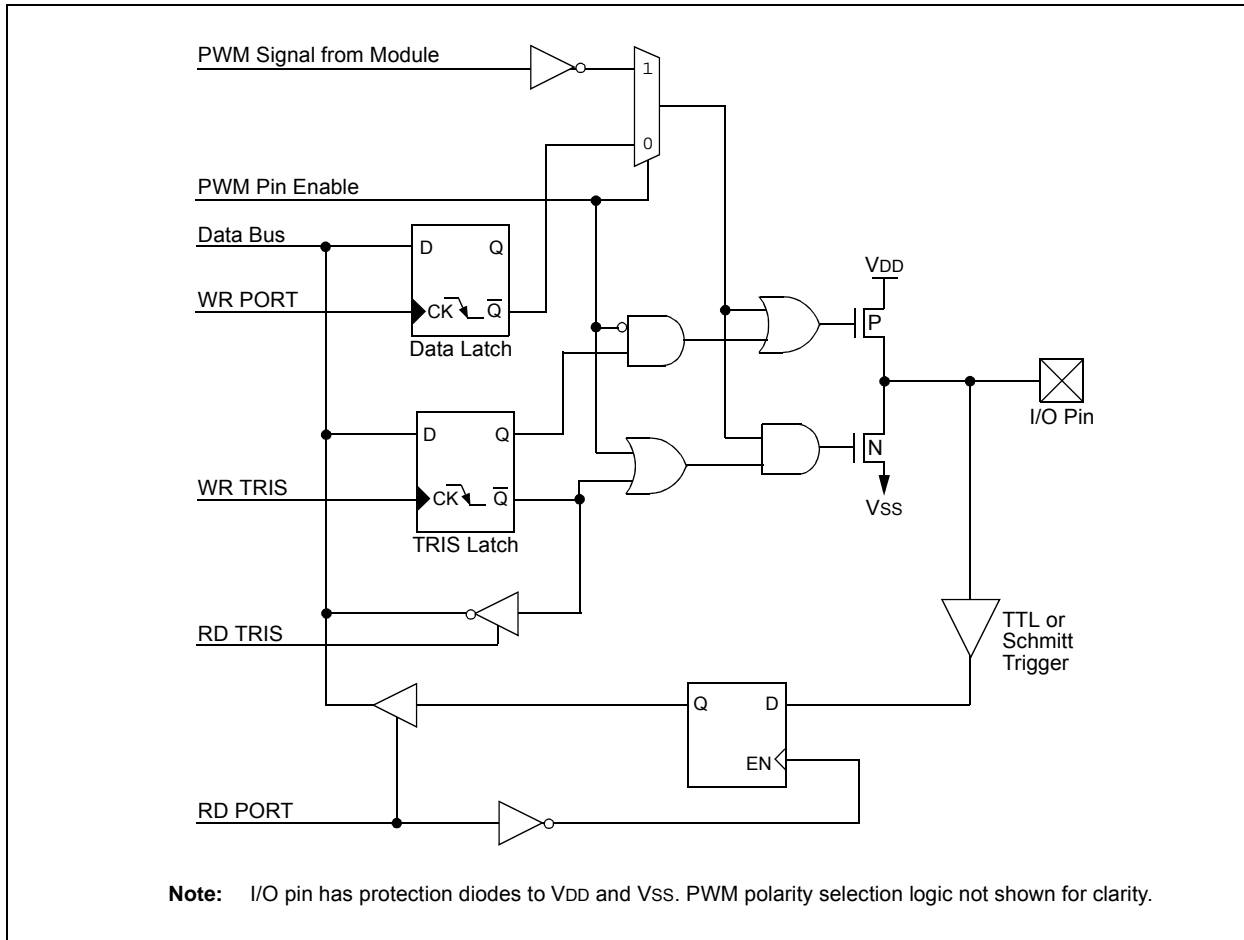 PWM Signal from Module
1
0
PWM Pin Enable
Data Bus
D Q
WR PORT
CK Q̅
Data Latch
VDD
P
I/O Pin
D Q
N
WR TRIS
CK Q̅
VSS
TRIS Latch
RD TRIS
TTL or
Schmitt
Trigger
Q D
EN
RD PORT
Note: I/O pin has protection diodes to VDD and VSS. PWM polarity selection logic not shown for clarity.